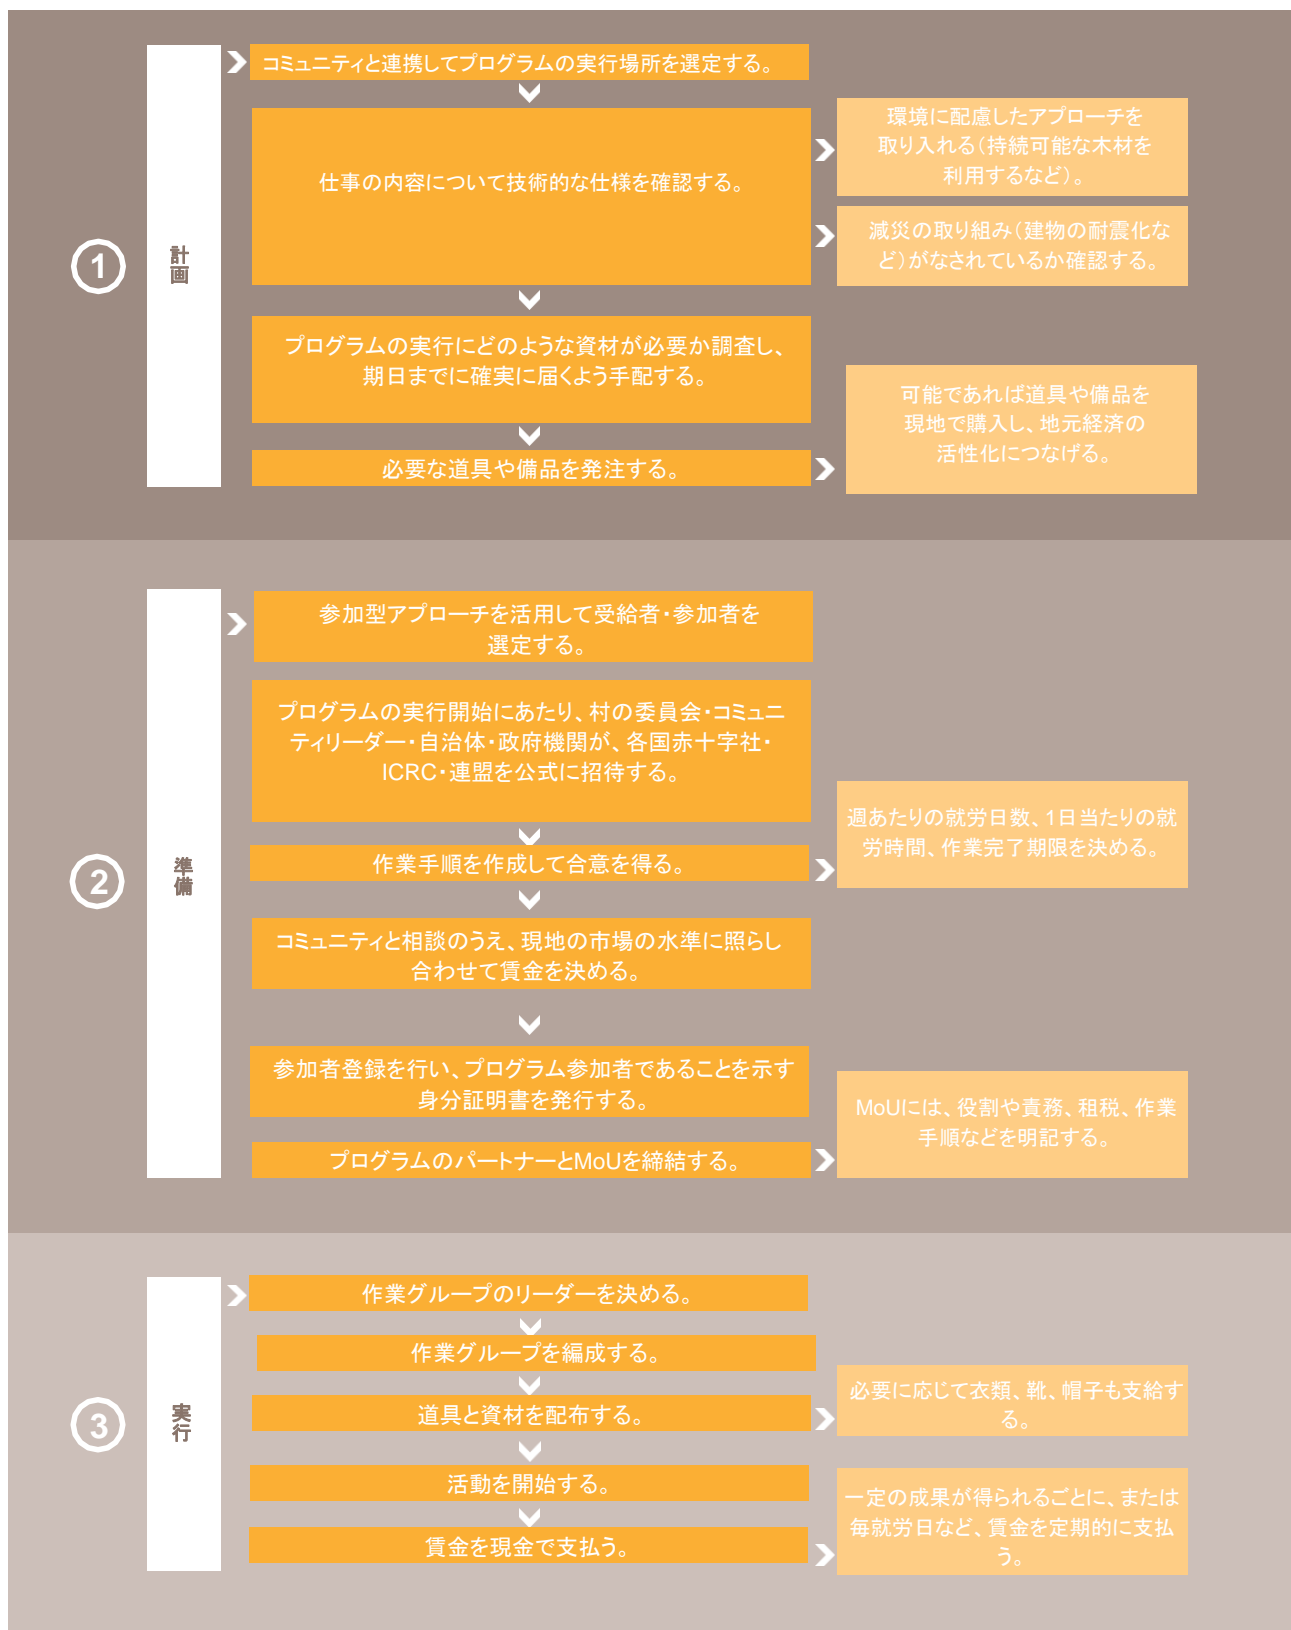 1
計
画
コミュニティと連携してプログラムの実行場所を選定する。
仕事の内容について技術的な仕様を確認する。
環境に配慮したアプローチを
取り入れる（持続可能な木材を
利用するなど）。
減災の取り組み（建物の耐震化な
ど）がなされているか確認する。
プログラムの実行にどのような資材が必要か調査し、
期日までに確実に届くよう手配する。
必要な道具や備品を発注する。
可能であれば道具や備品を
現地で購入し、地元経済の
活性化につなげる。
2
準
備
参加型アプローチを活用して受給者・参加者を
選定する。
プログラムの実行開始にあたり、村の委員会・コミュニ
ティリーダー・自治体・政府機関が、各国赤十字社・
ICRC・連盟を公式に招待する。
作業手順を作成して合意を得る。
週あたりの就労日数、1日当たりの就
労時間、作業完了期限を決める。
コミュニティと相談のうえ、現地の市場の水準に照らし
合わせて賃金を決める。
参加者登録を行い、プログラム参加者であることを示す
身分証明書を発行する。
プログラムのパートナーとMoUを締結する。
MoUには、役割や責務、租税、作業
手順などを明記する。
3
実
行
作業グループのリーダーを決める。
作業グループを編成する。
道具と資材を配布する。
必要に応じて衣類、靴、帽子も支給す
る。
活動を開始する。
賃金を現金で支払う。
一定の成果が得られるごとに、または
毎就労日など、賃金を定期的に支払
う。